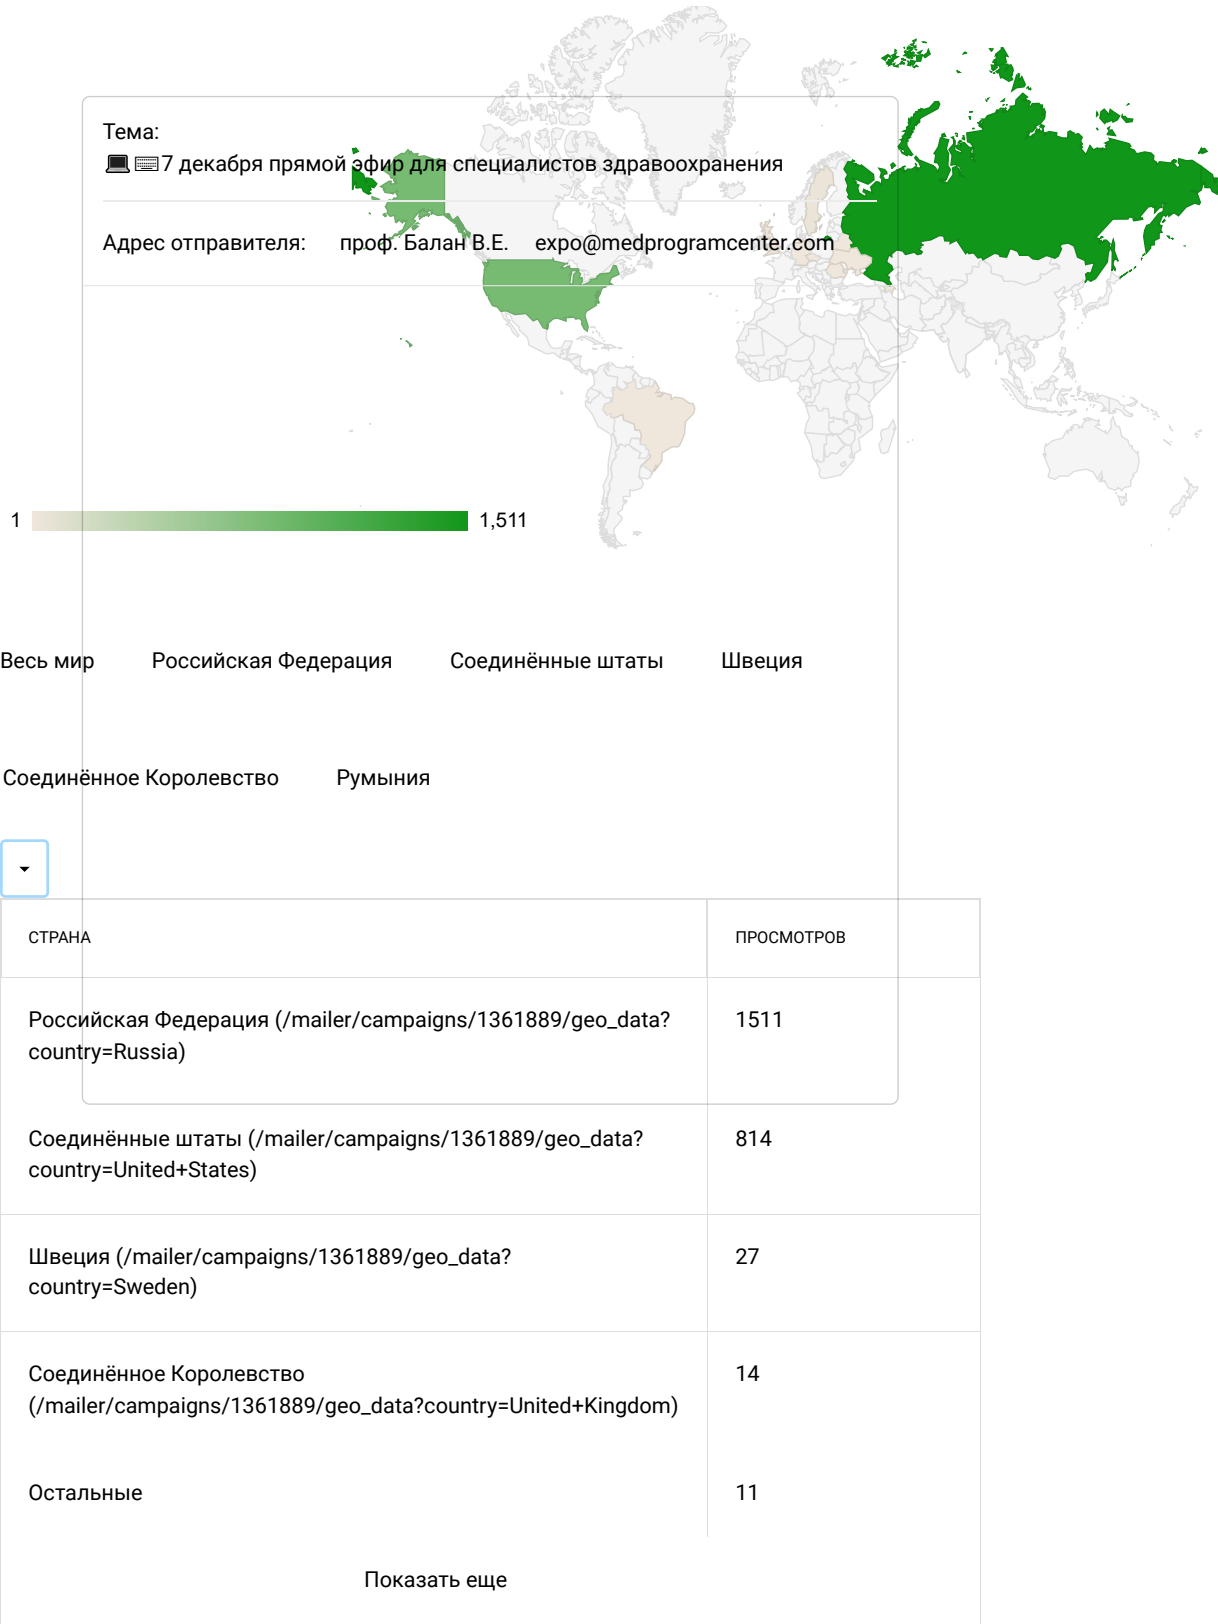 Тема:
💻⌨7 декабря прямой эфир для специалистов здравоохранения
Адрес отправителя: проф. Балан В.Е. expo@medprogramcenter.com
1 1,511
Весь мир Российская Федерация Соединённые штаты Швеция
Соединённое Королевство Румыния
СТРАНА ПРОСМОТРОВ
Российская Федерация (/mailer/campaigns/1361889/geo_data? 1511
country=Russia)
Соединённые штаты (/mailer/campaigns/1361889/geo_data? 814
country=United+States)
Швеция (/mailer/campaigns/1361889/geo_data? 27
country=Sweden)
Соединённое Королевство 14
(/mailer/campaigns/1361889/geo_data?country=United+Kingdom)
Остальные 11
Показать еще